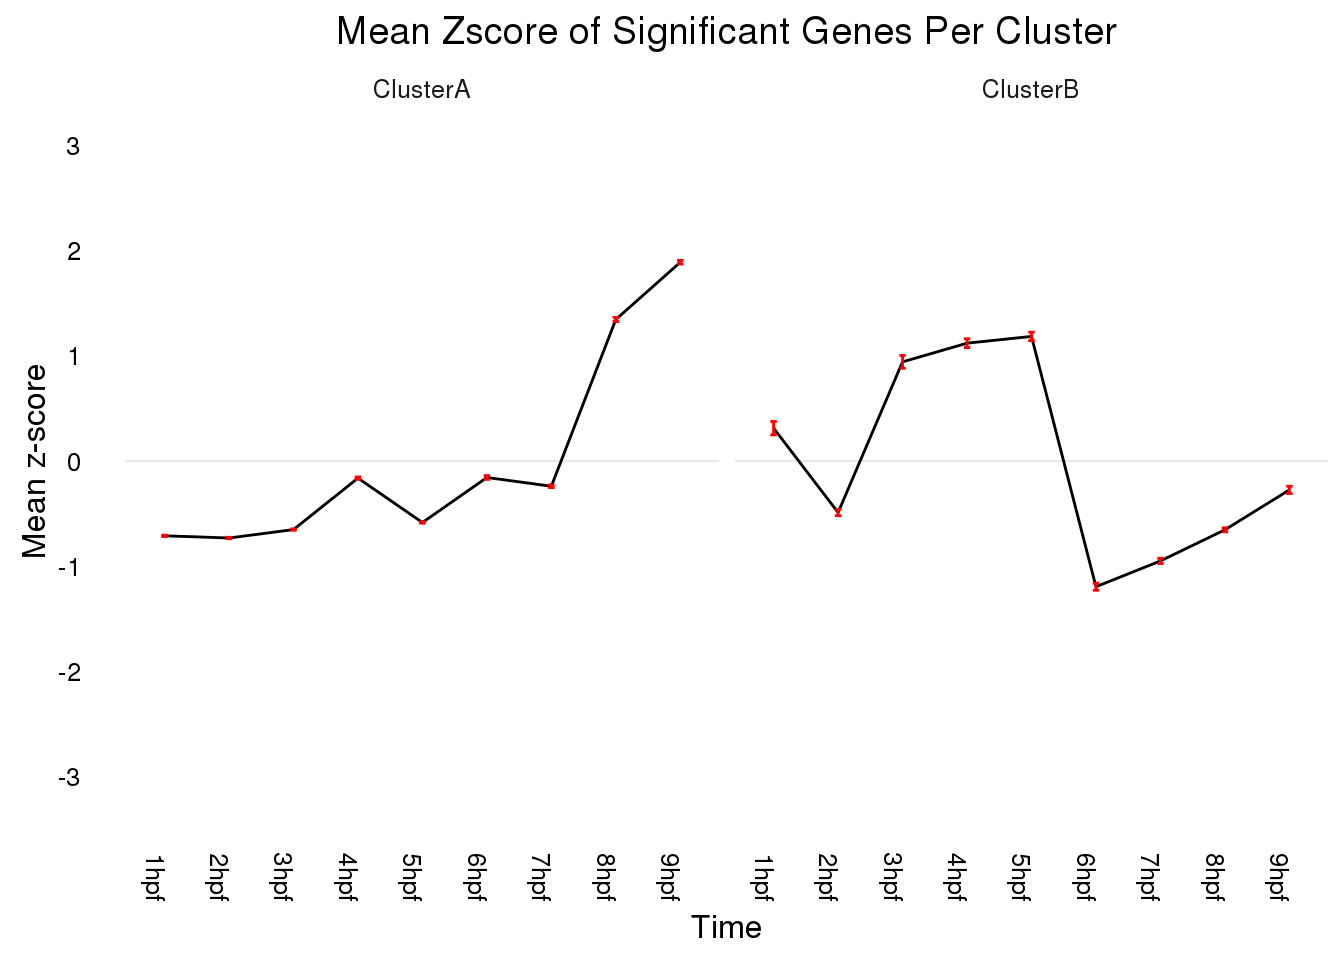 Mean Zscore of Significant Genes Per Cluster
ClusterA
ClusterB
Mean z-score
3
2
1
0
-1
-2
-3
1hpf
2hpf
3hpf
4hpf
5hpf
6hpf
7hpf
8hpf
9hpf
1hpf
2hpf
3hpf
4hpf
5hpf
6hpf
7hpf
8hpf
9hpf
Time